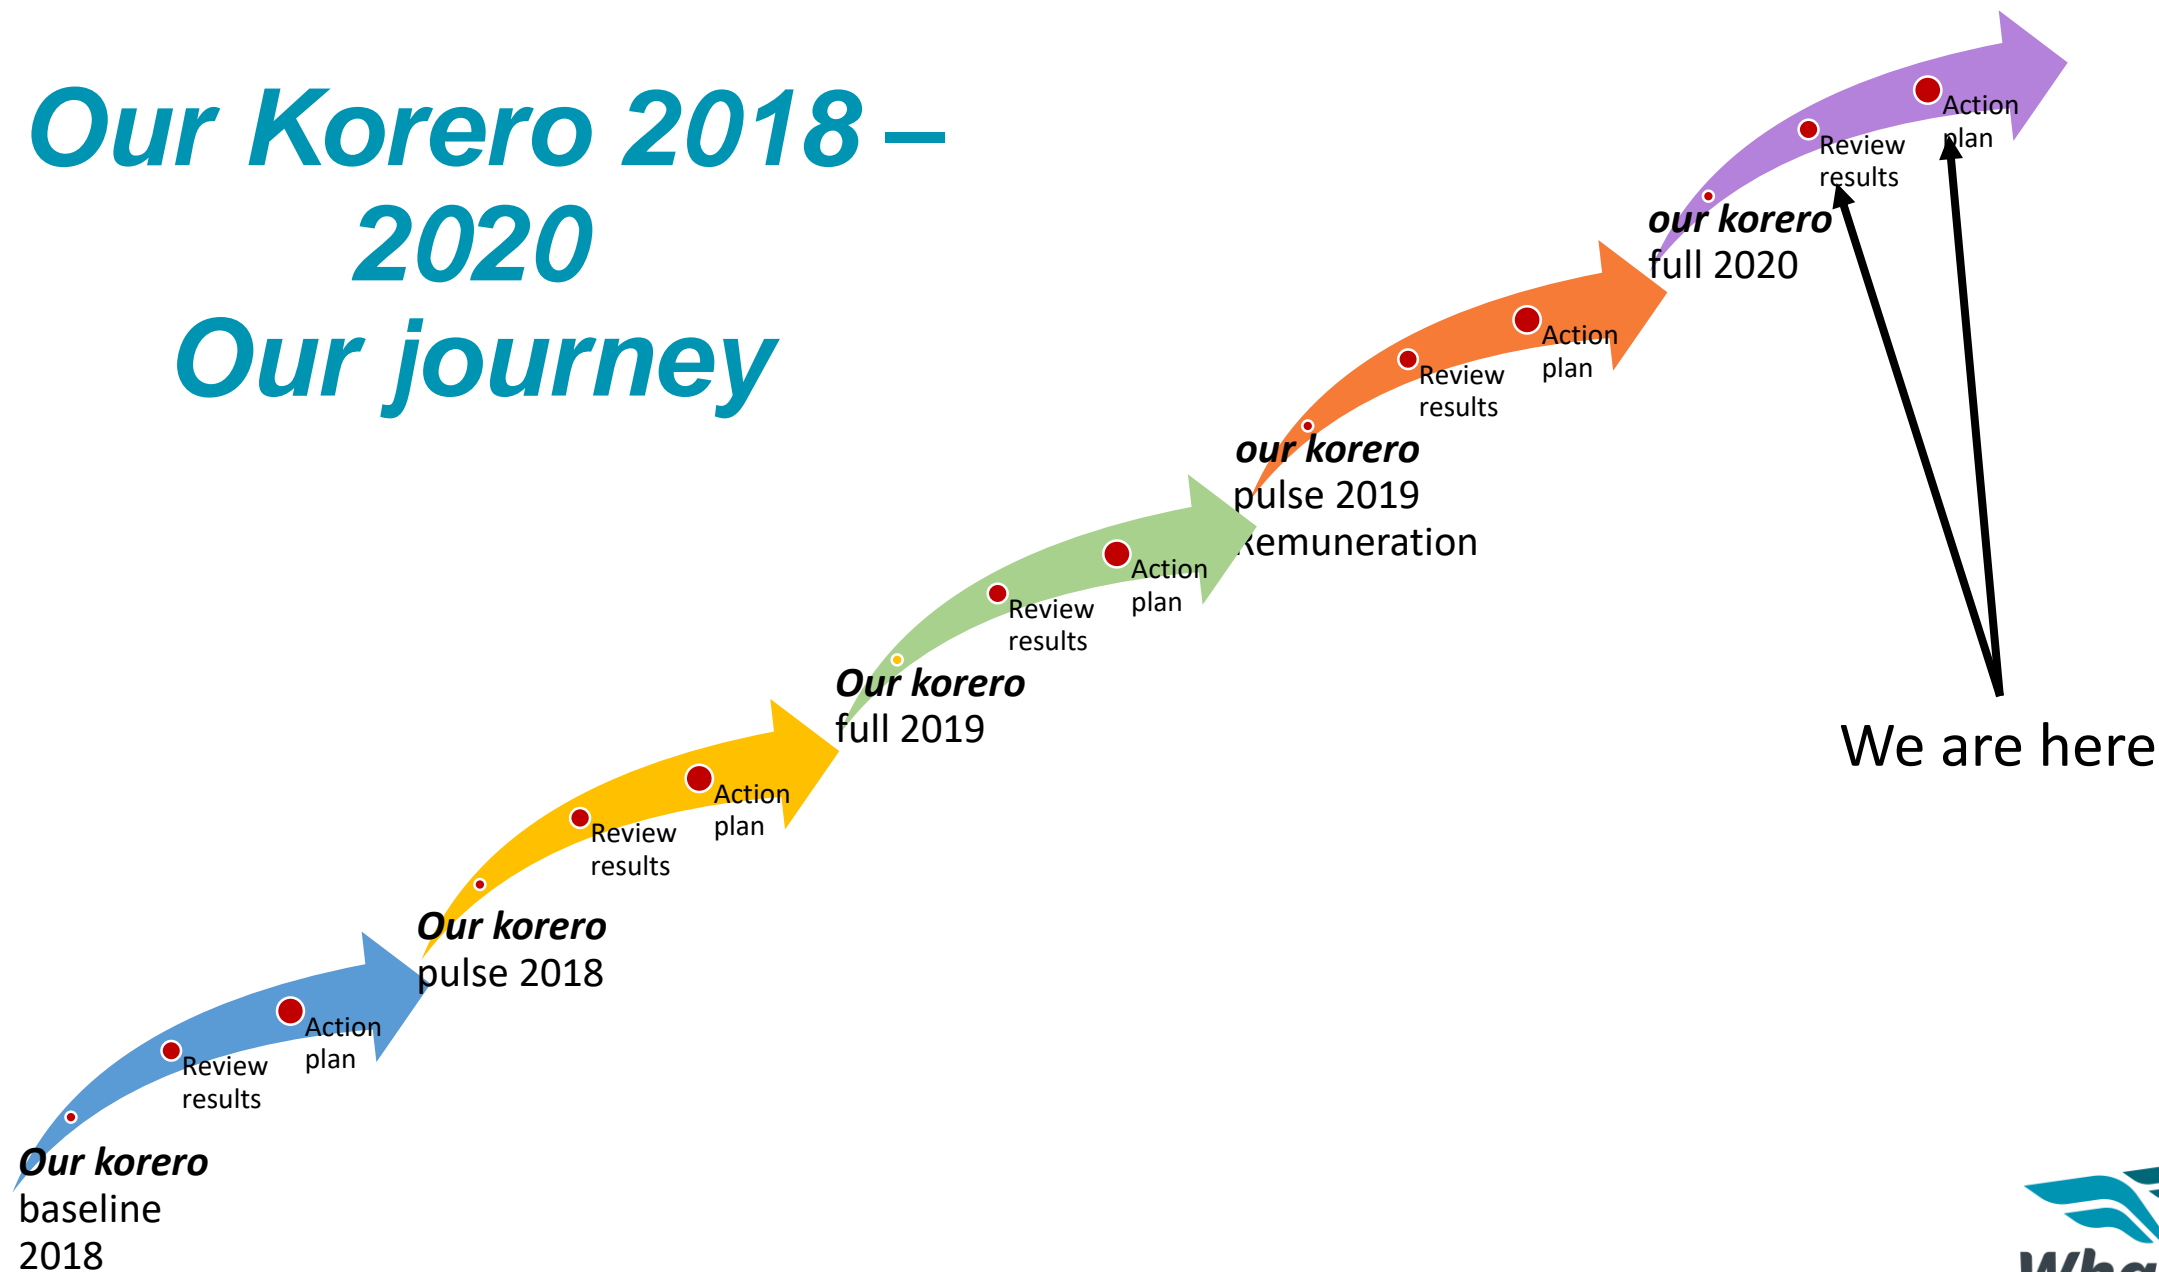 Our Korero 2018 –
2020
Our journey
Our korero
baseline
2018
Review
results
Action
plan
Our korero
pulse 2018
Review
results
Action
plan
Our korero
full 2019
Review
results
Action
plan
our korero
pulse 2019
Remuneration
Review
results
Action
plan
our korero
full 2020
Review
results
Action
plan
We are here